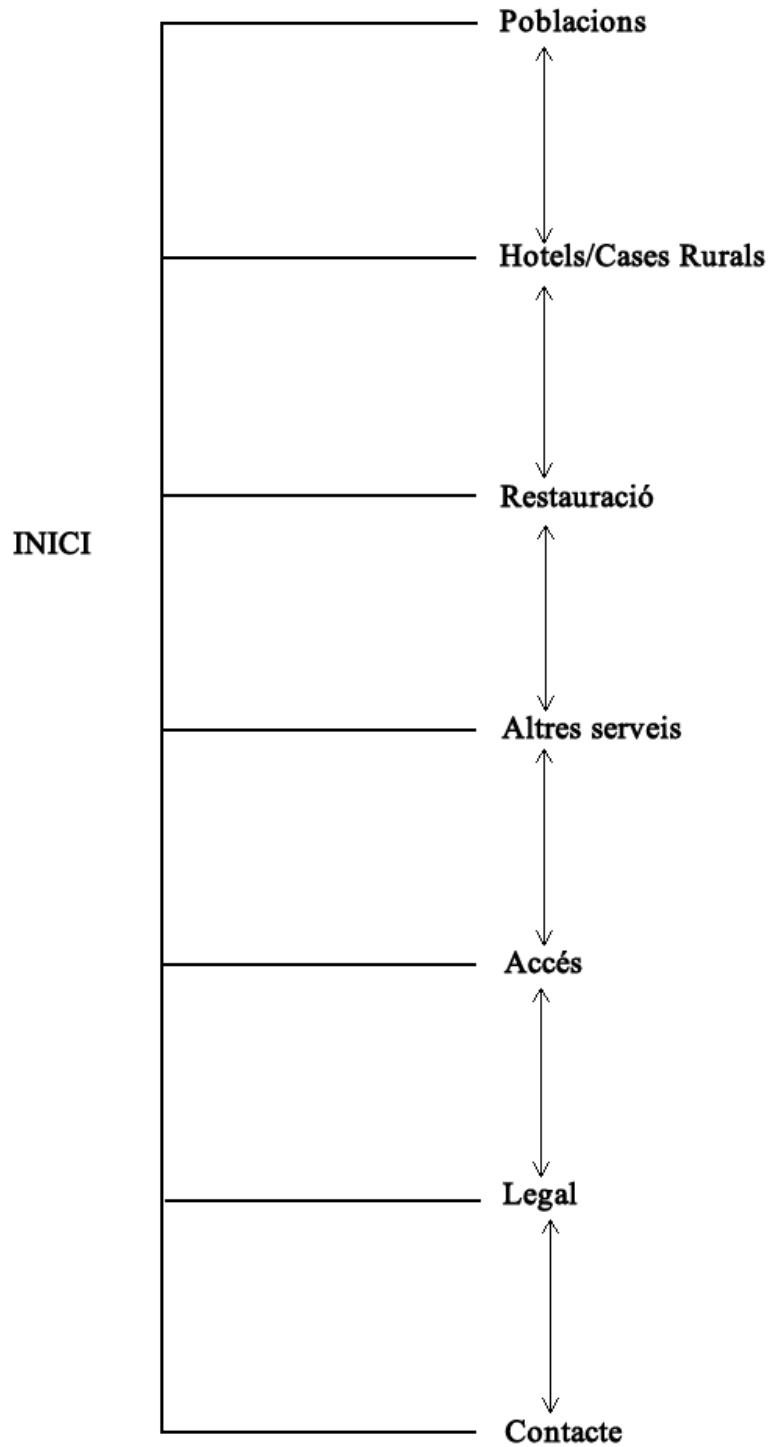 Poblacions
Hotels/Cases Rurals
Restauració
INICI
Altres serveis
Accés
Legal
Contacte